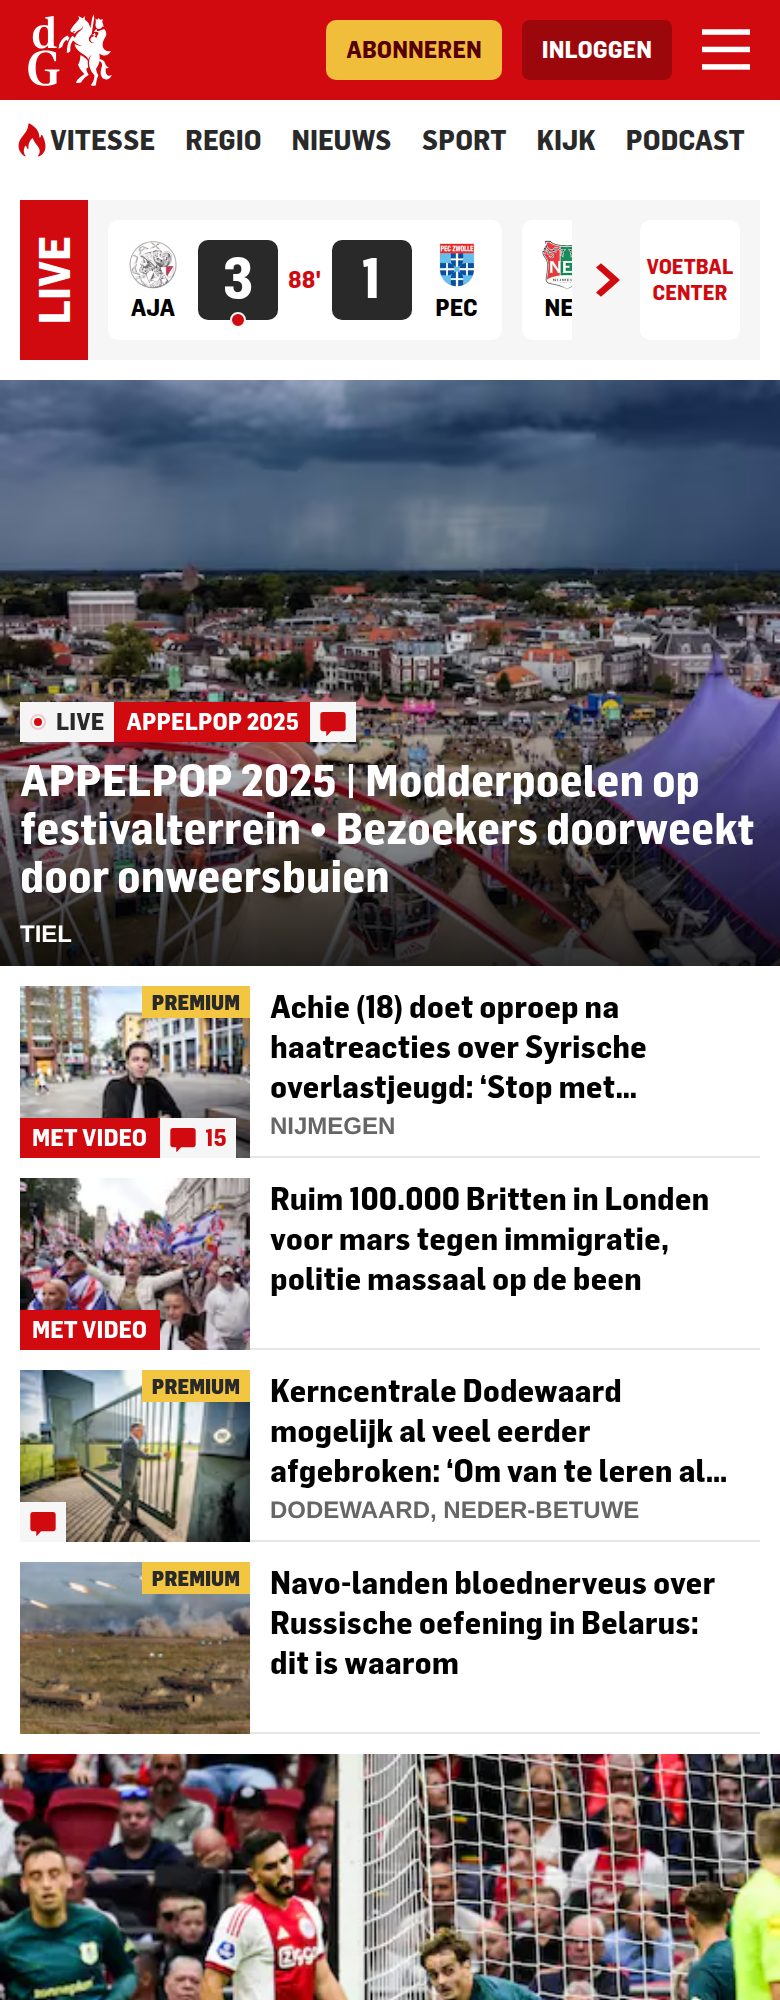 dG
ABONNEREN
INLOGGEN
VITESSE REGIO NIEUWS SPORT KIJK PODCAST
LIVE
3 88' 1
AJA PEC
PEC ZWOLLE
NE
VOETBAL
CENTER
LIVE APPELPOP 2025
APPELPOP 2025 | Modderpoelen op
festivalterrein • Bezoekers doorweekt
door onweersbuien
TIEL
PREMIUM
MET VIDEO 15
Achie (18) doet oproep na
haatreacties over Syrische
overlastjeugd: ‘Stop met...
NIJMEGEN
MET VIDEO
Ruim 100.000 Britten in Londen
voor mars tegen immigratie,
politie massaal op de been
PREMIUM
Kerncentrale Dodewaard
mogelijk al veel eerder
afgebroken: ‘Om van te leren al...
DODEWAARD, NEDER-BETUWE
PREMIUM
Navo-landen bloednerveus over
Russische oefening in Belarus:
dit is waarom
Ziggo